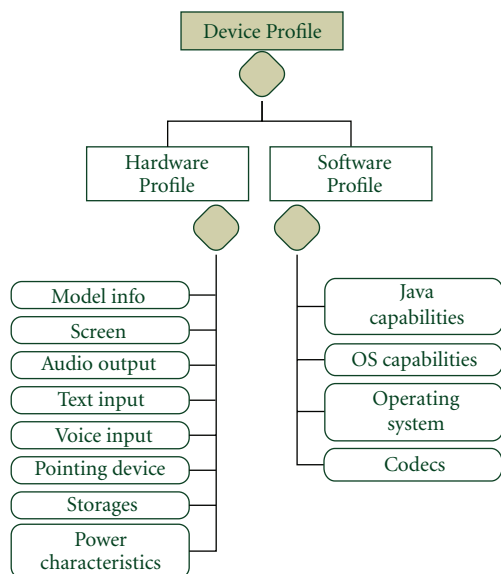 Device Profile
Hardware
Profile
Software
Profile
Model info
Screen
Audio output
Text input
Voice input
Pointing device
Storages
Power
characteristics
Java
capabilities
OS capabilities
Operating
system
Codecs